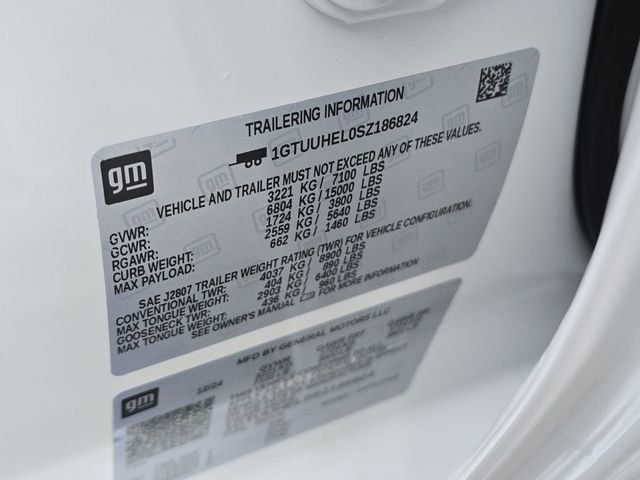 TRAILERING INFORMATION
gm
1GTUUHEL0SZ186824
VEHICLE AND TRAILER MUST NOT EXCEED ANY OF THESE VALUES.
GVWR: 3221 KG / 7100 LBS
GCWR: 6804 KG / 15000 LBS
RGAWR: 1724 KG / 3800 LBS
CURB WEIGHT: 2559 KG / 5640 LBS
MAX PAYLOAD: 662 KG / 1460 LBS
SAE J2807 TRAILER WEIGHT RATING (TWR) FOR VEHICLE CONFIGURATION.
CONVENTIONAL TWR: 4037 KG / 8900 LBS
MAX TONGUE WEIGHT: 404 KG / 890 LBS
GOOSENECK TWR: 2903 KG / 6400 LBS
MAX TONGUE WEIGHT: 436 KG / 960 LBS
SEE OWNER'S MANUAL FOR MORE INFORMATION
gm
12/24
MFD BY GENERAL MOTORS LLC